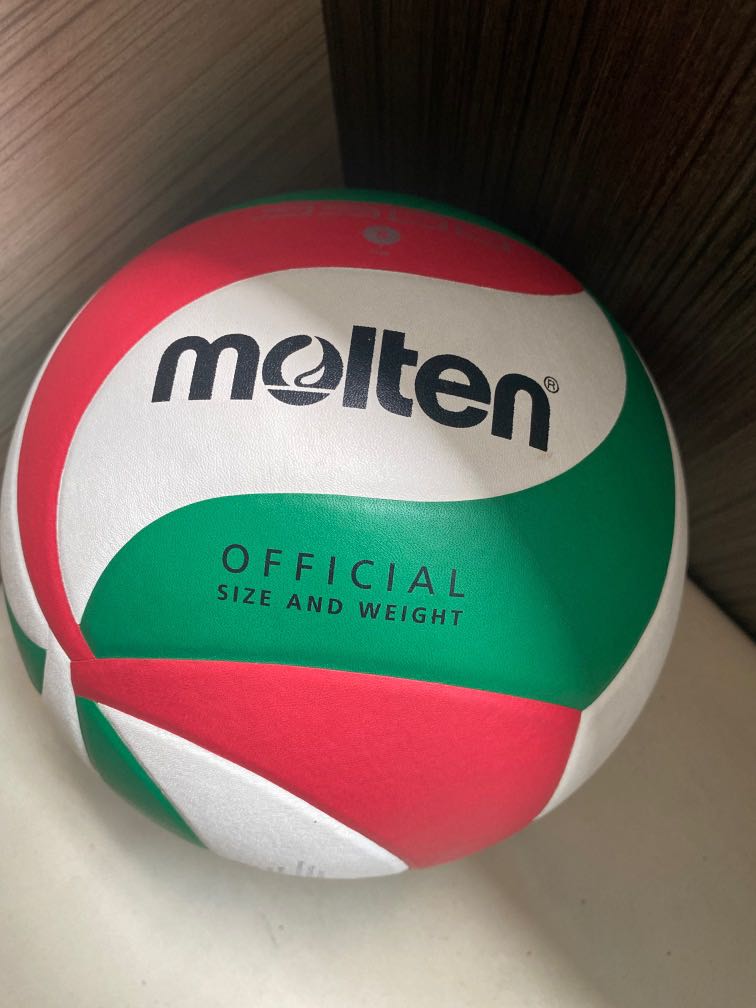 molten®
OFFICIAL
SIZE AND WEIGHT